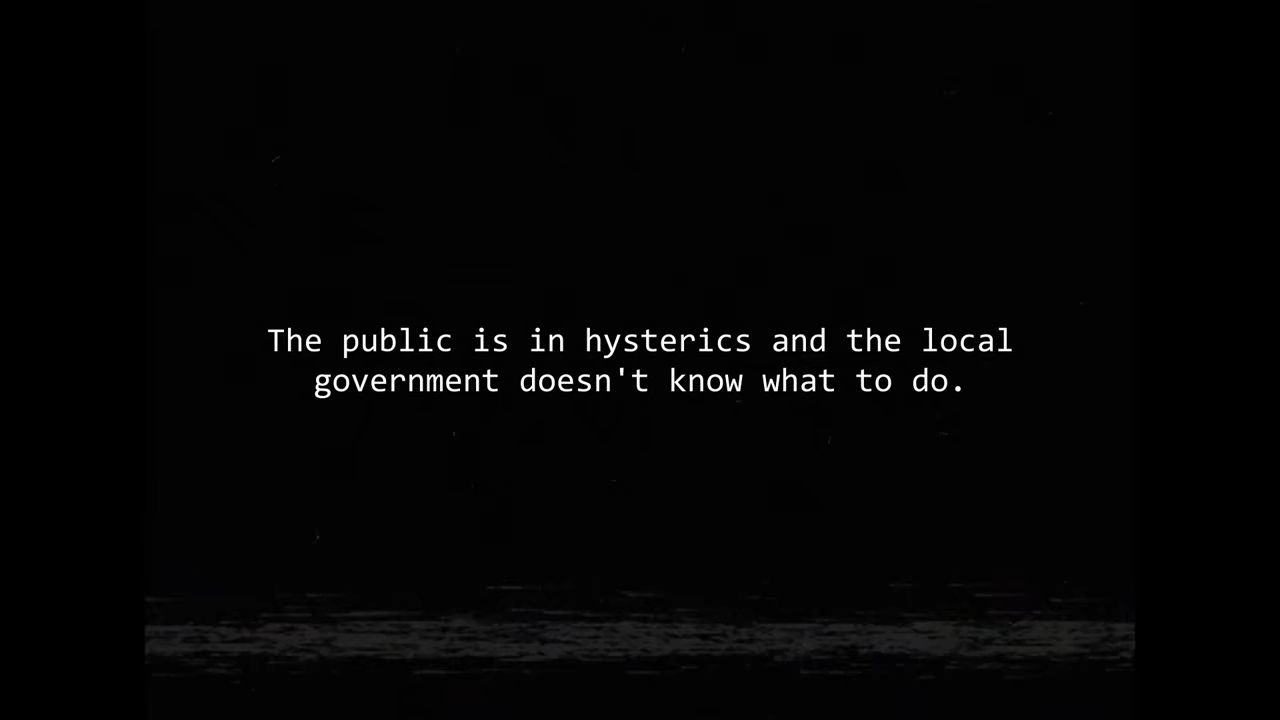 The public is in hysterics and the local
government doesn't know what to do.